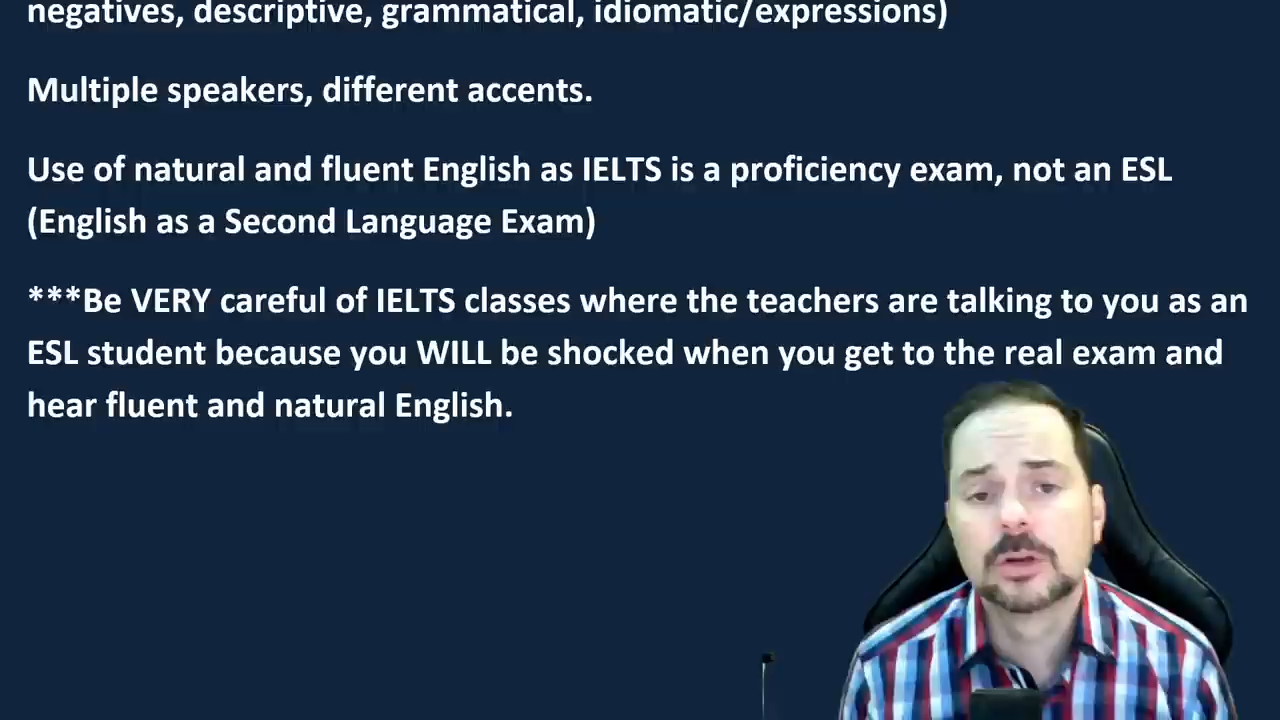 negatives, descriptive, grammatical, idiomatic/expressions)
Multiple speakers, different accents.
Use of natural and fluent English as IELTS is a proficiency exam, not an ESL
(English as a Second Language Exam)
***Be VERY careful of IELTS classes where the teachers are talking to you as an
ESL student because you WILL be shocked when you get to the real exam and
hear fluent and natural English.